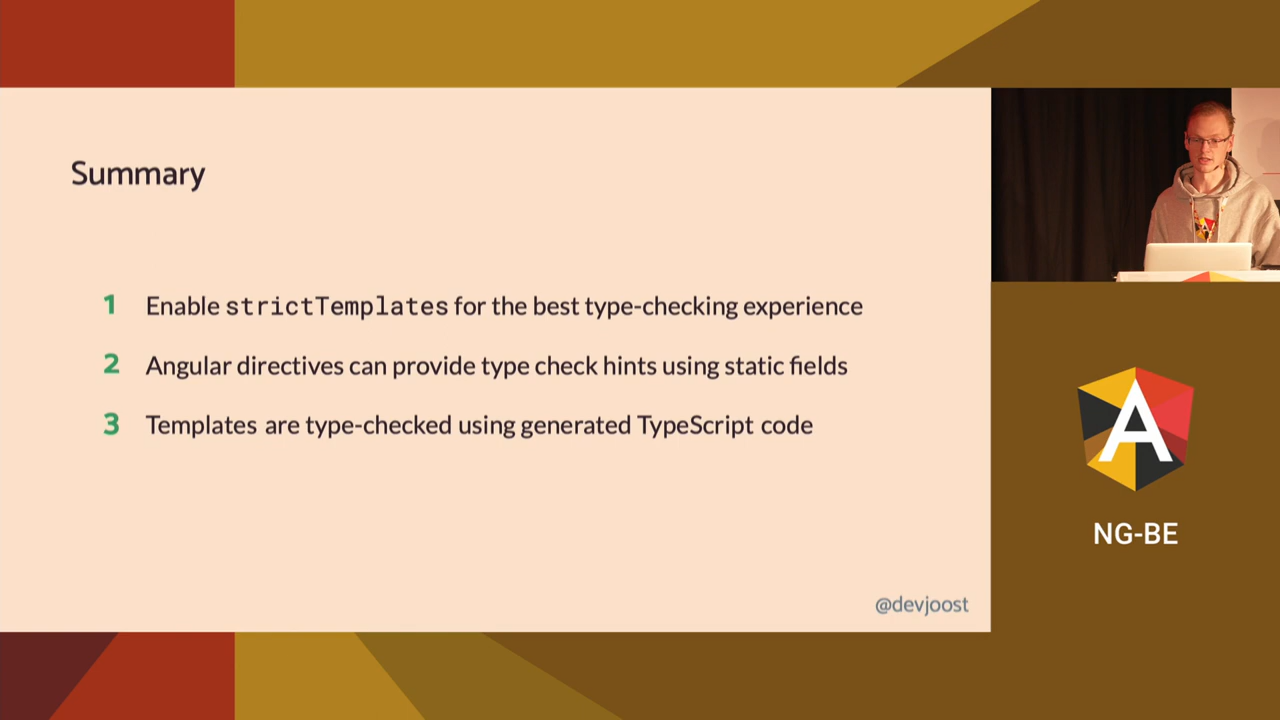 Summary
1 Enable strictTemplates for the best type-checking experience
2 Angular directives can provide type check hints using static fields
3 Templates are type-checked using generated TypeScript code
@devjoost
A
NG-BE